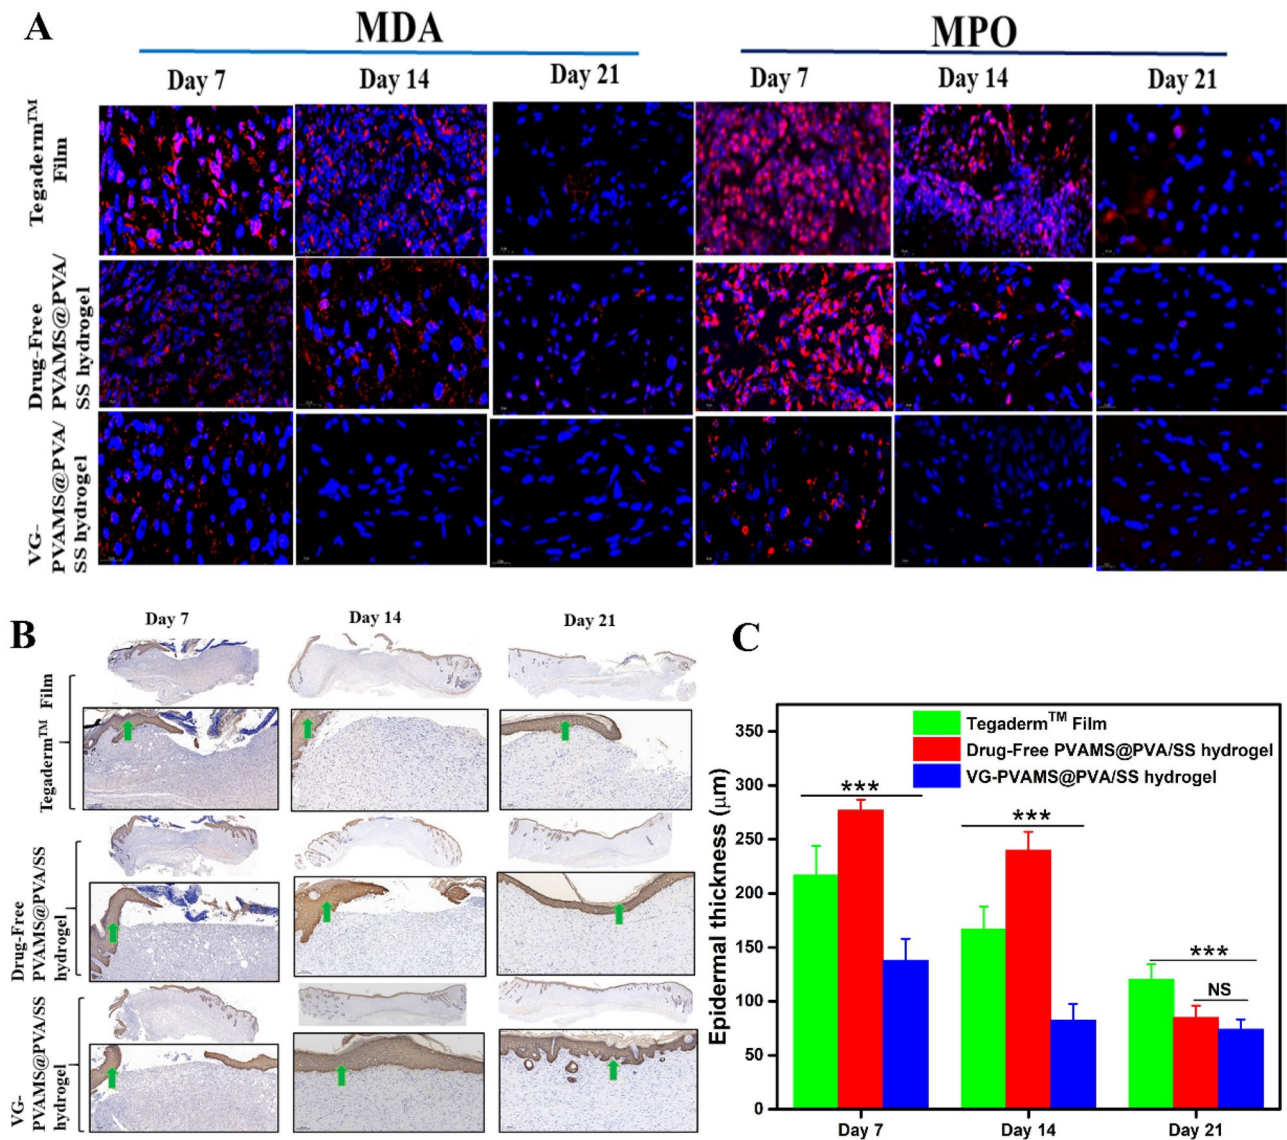 A
MDA
MPO
Day 7
Day 14
Day 21
Day 7
Day 14
Day 21
Tegaderm™
Film
Drug-Free
PVAMS@PVA/
SS hydrogel
VG-
PVAMS@PVA/
SS hydrogel
B
Day 7
Day 14
Day 21
Tegaderm™ Film
Drug-Free
PVAMS@PVA/SS
hydrogel
VG-
PVAMS@PVA/SS
hydrogel
C
Tegaderm™ Film
Drug-Free PVAMS@PVA/SS hydrogel
VG-PVAMS@PVA/SS hydrogel
Epidermal thickness (μm)
350
300
250
200
150
100
50
0
***
***
***
NS
Day 7
Day 14
Day 21